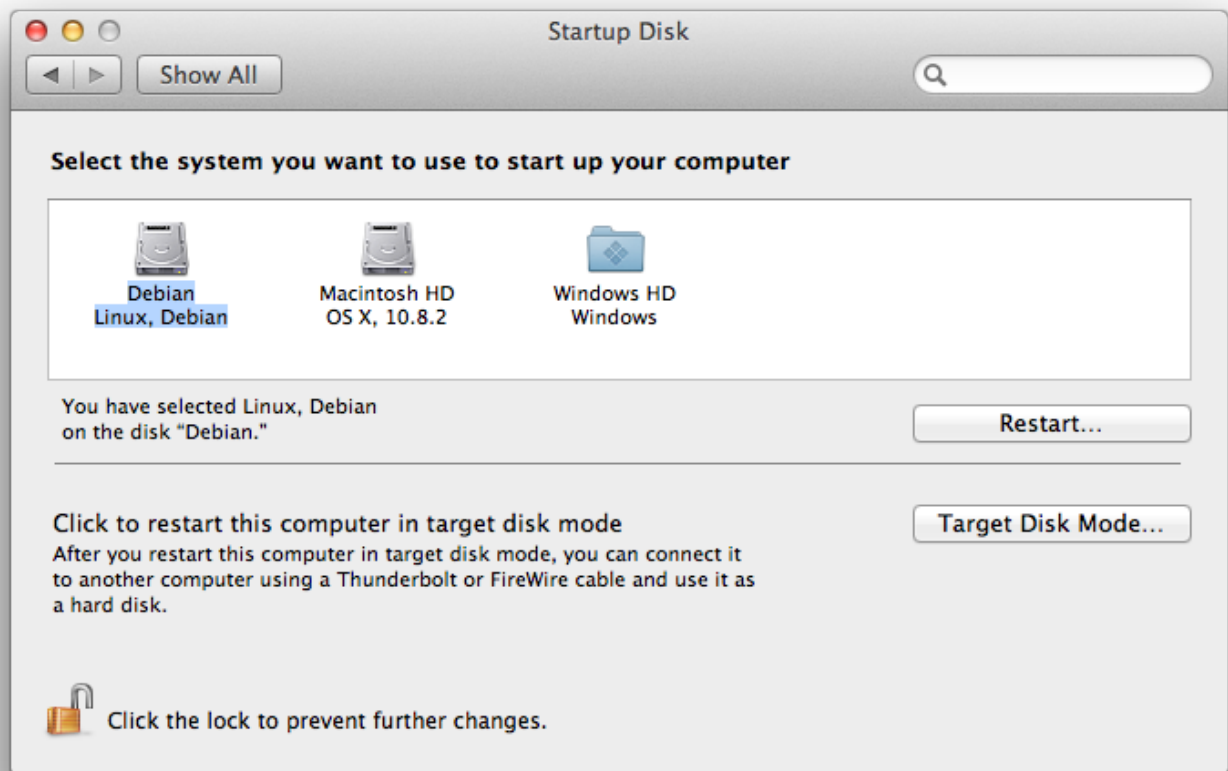 Startup Disk
Show All
Select the system you want to use to start up your computer
Debian
Linux, Debian
Macintosh HD
OS X, 10.8.2
Windows HD
Windows
You have selected Linux, Debian
on the disk “Debian.”
Restart...
Click to restart this computer in target disk mode
Target Disk Mode...
After you restart this computer in target disk mode, you can connect it
to another computer using a Thunderbolt or FireWire cable and use it as
a hard disk.
Click the lock to prevent further changes.